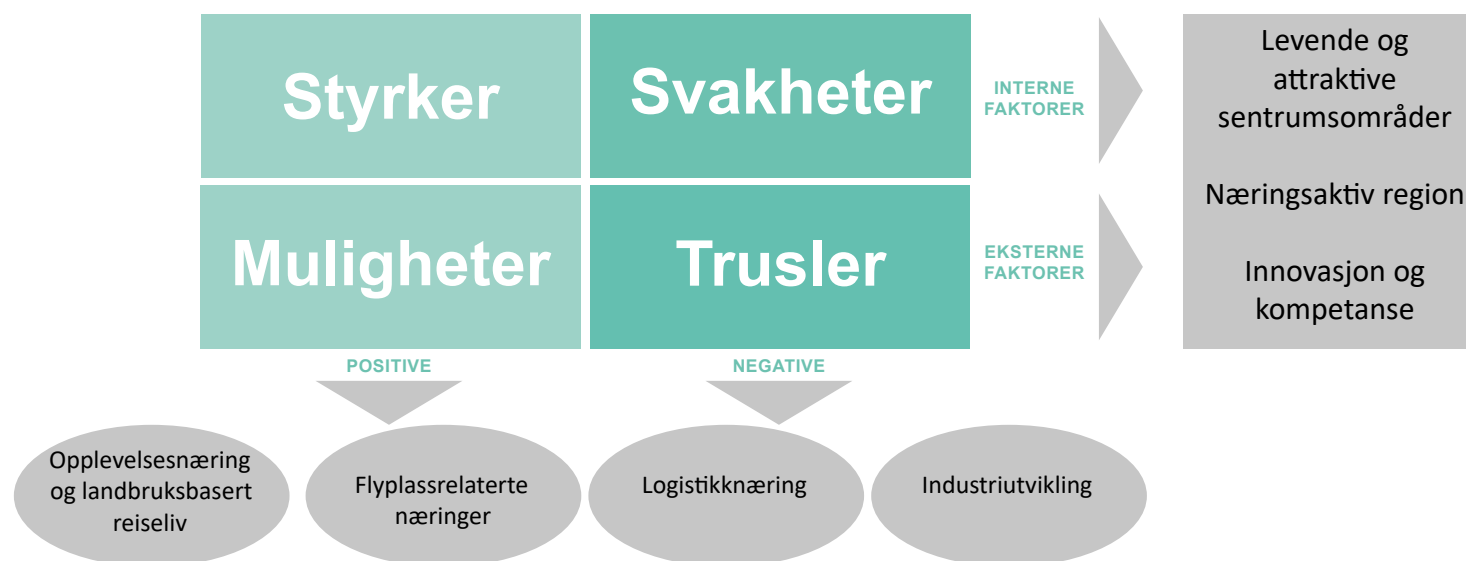 Styrker
Svakheter
INTERNE
FAKTORER
Levende og
attraktive
sentrumsområder
Næringsaktiv region
Innovasjon og
kompetanse
Muligheter
Trusler
EKSTERNE
FAKTORER
POSITIVE
NEGATIVE
Opplevelsesnæring
og landbruksbasert
reiseliv
Flyplassrelaterte
næringer
Logistikknæring
Industriutvikling